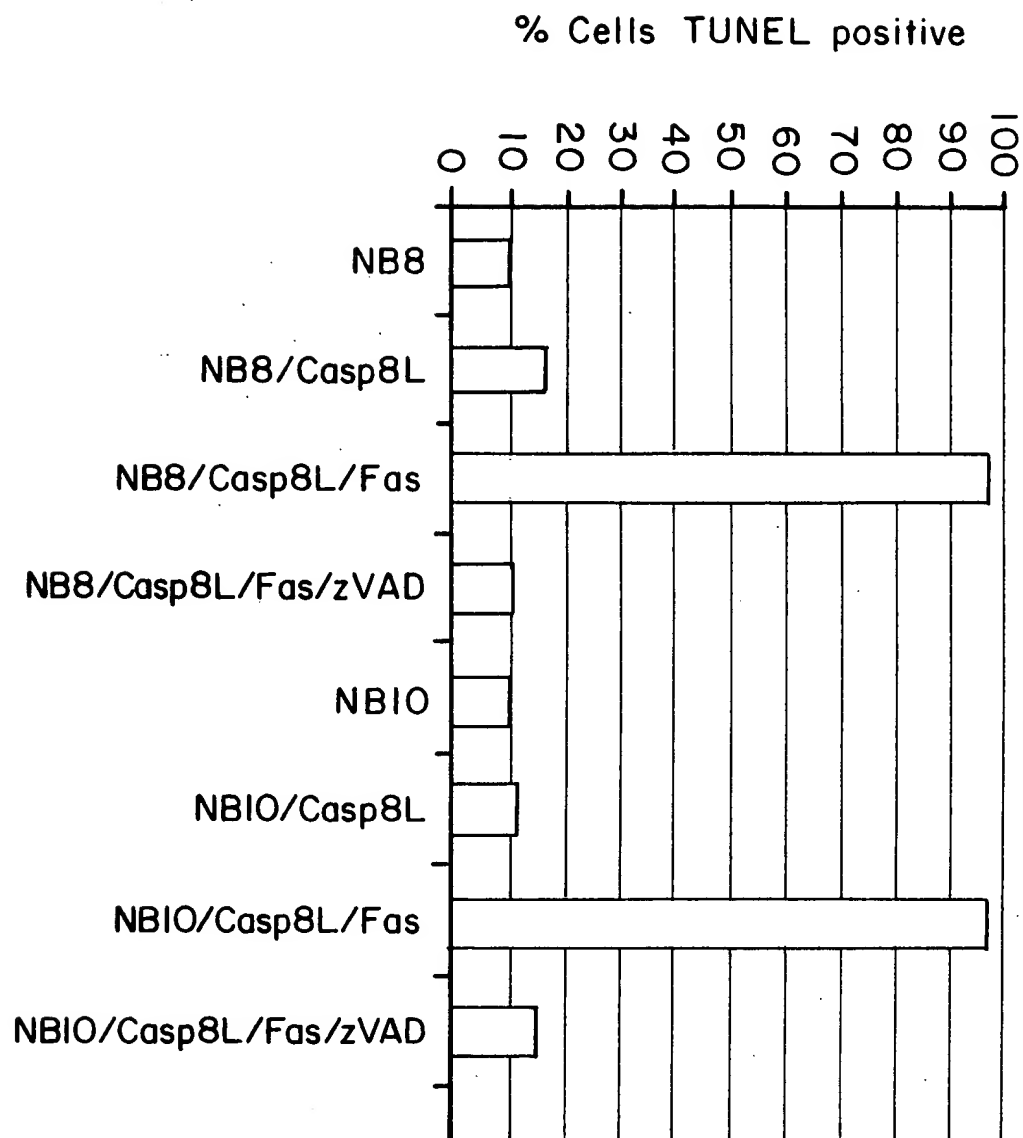 % Cells TUNEL positive
0 10 20 30 40 50 60 70 80 90 100
NB8
NB8/Casp8L
NB8/Casp8L/Fas
NB8/Casp8L/Fas/zVAD
NB10
NB10/Casp8L
NB10/Casp8L/Fas
NB10/Casp8L/Fas/zVAD